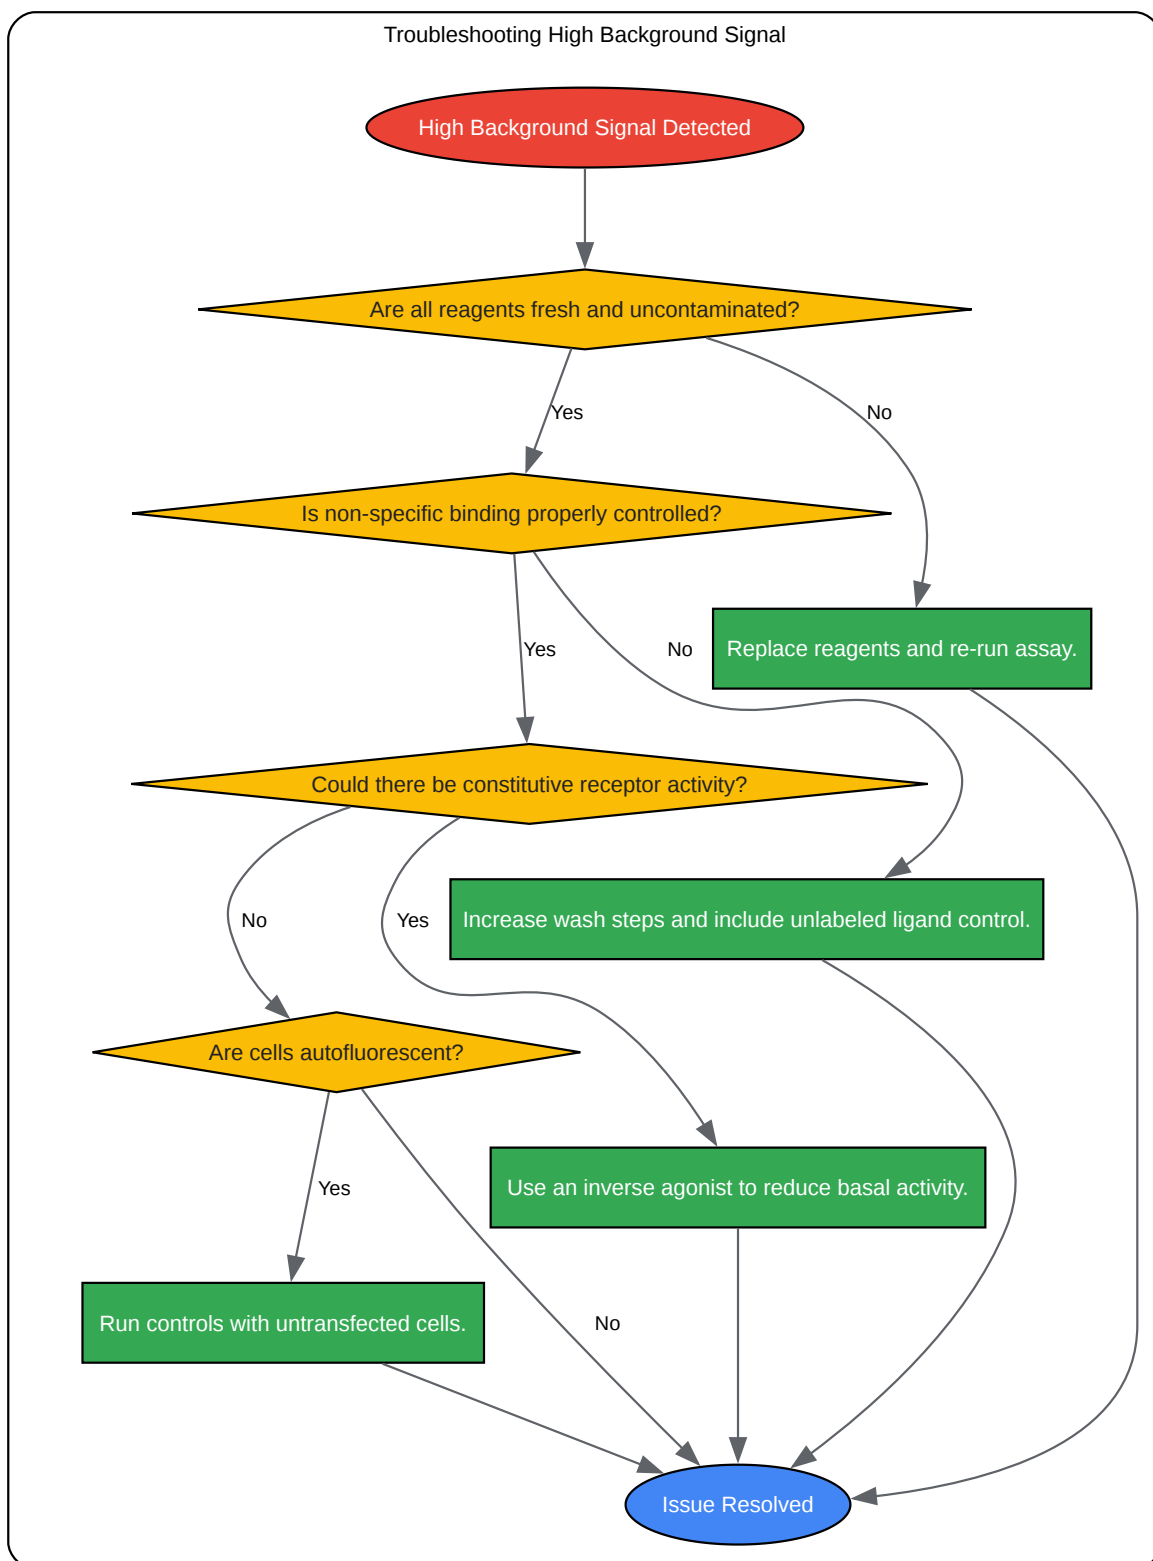 Troubleshooting High Background Signal
High Background Signal Detected
Are all reagents fresh and uncontaminated?
Yes
No
Is non-specific binding properly controlled?
Yes
No
Replace reagents and re-run assay.
Could there be constitutive receptor activity?
No
Yes
Increase wash steps and include unlabeled ligand control.
Are cells autofluorescent?
Yes
Use an inverse agonist to reduce basal activity.
Run controls with untransfected cells.
No
Issue Resolved